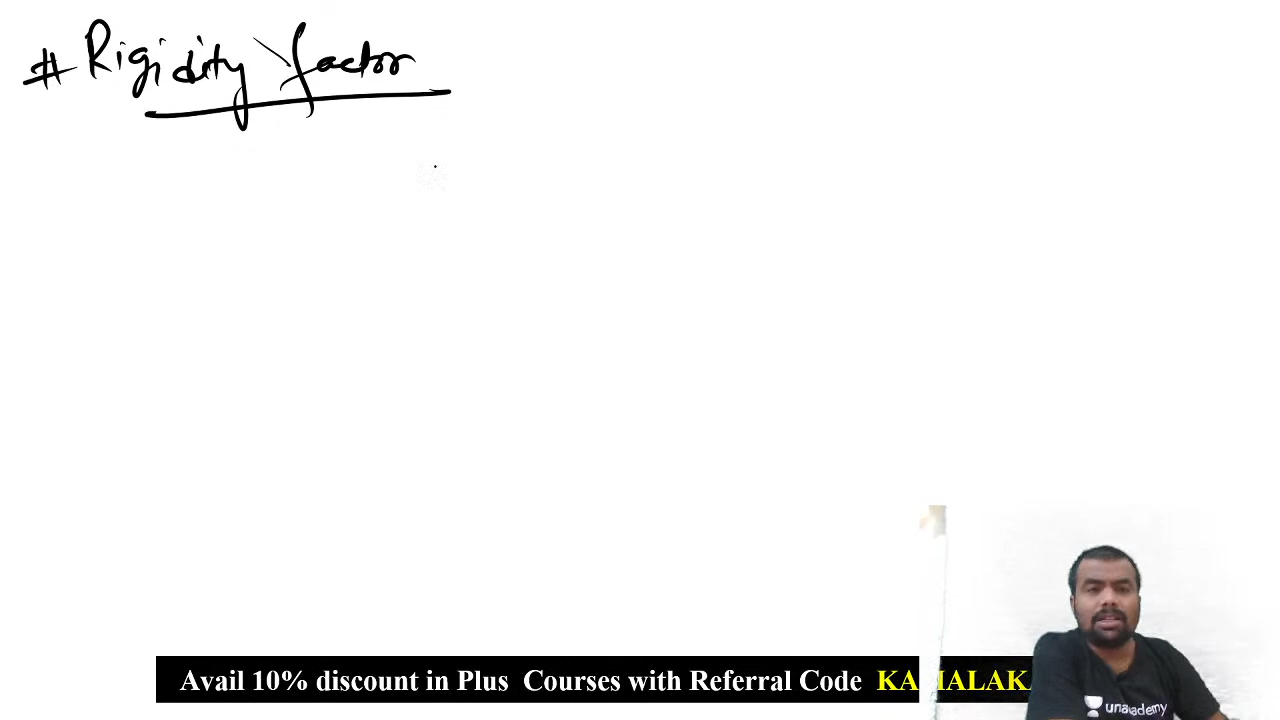 # Rigidity factor
Avail 10% discount in Plus Courses with Referral Code
unacademy